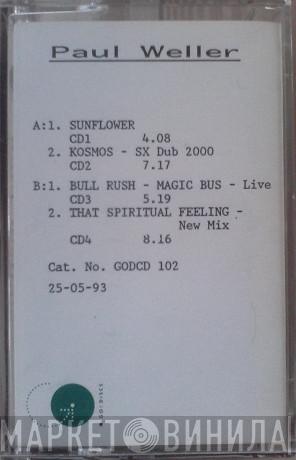 Paul Weller
A:1. SUNFLOWER
CD1 4.08
2. KOSMOS - SX Dub 2000
CD2 7.17
B:1. BULL RUSH - MAGIC BUS - Live
CD3 5.19
2. THAT SPIRITUAL FEELING -
New Mix
CD4 8.16
Cat. No. GODCD 102
25-05-93
GO! DISCS
МАРКЕТ ВИНИЛА